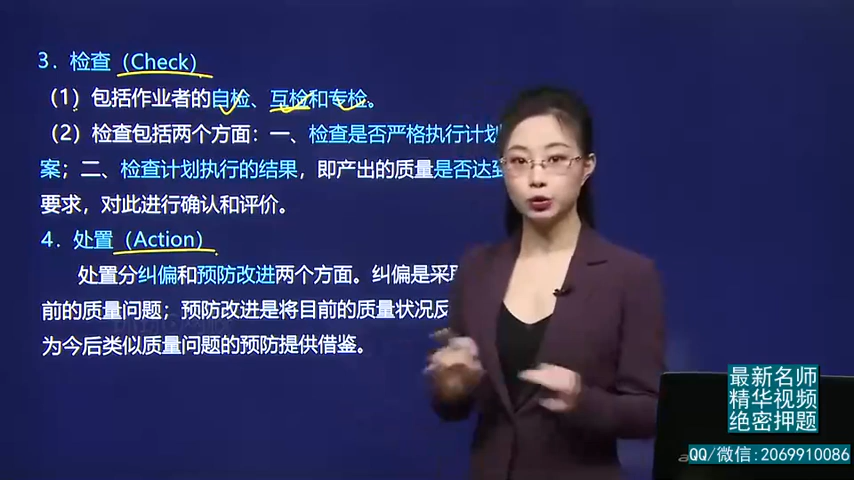 3．检查（Check）
（1）包括作业者的自检、互检和专检。
（2）检查包括两个方面：一、检查是否严格执行计划
案；二、检查计划执行的结果，即产出的质量是否达到
要求，对此进行确认和评价。
4．处置（Action）
处置分纠偏和预防改进两个方面。纠偏是采取
前的质量问题；预防改进是将目前的质量状况反
为今后类似质量问题的预防提供借鉴。
最新名师
精华视频
绝密押题
QQ/微信:2069910086